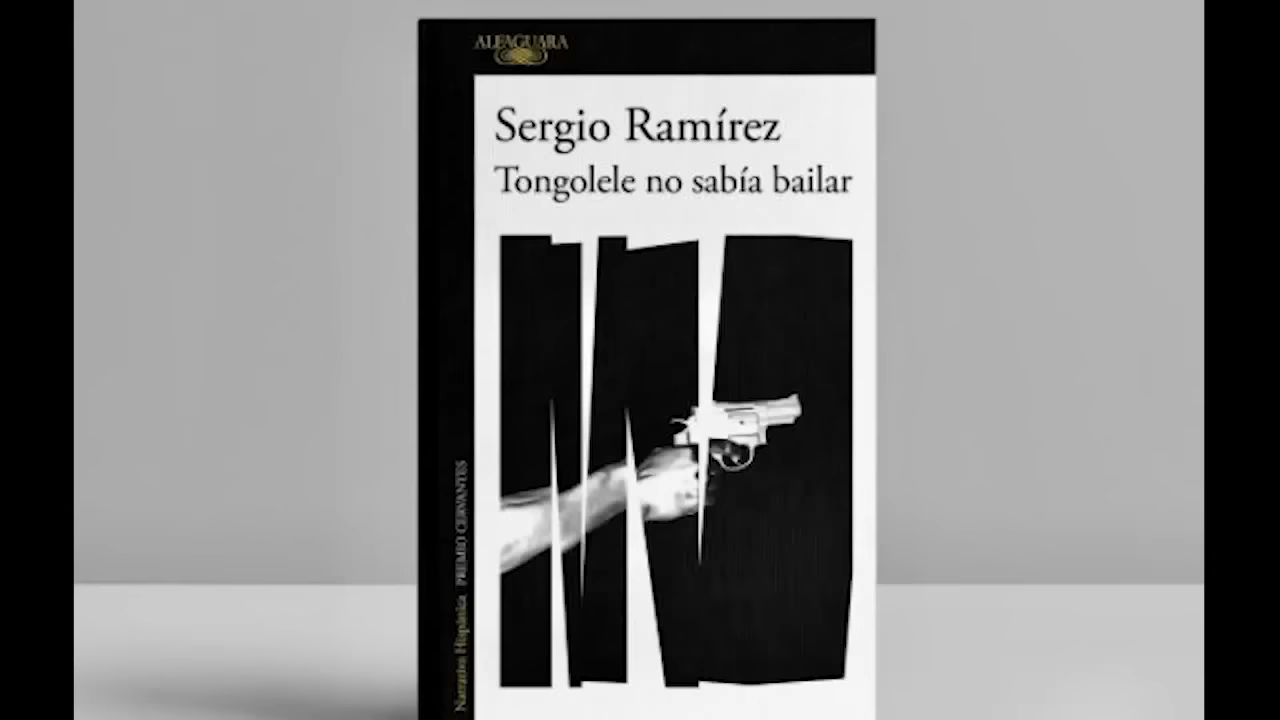 ALFAGUARA
Sergio Ramírez
Tongolele no sabía bailar
Narrativa Hispánica PREMIO CERVANTES